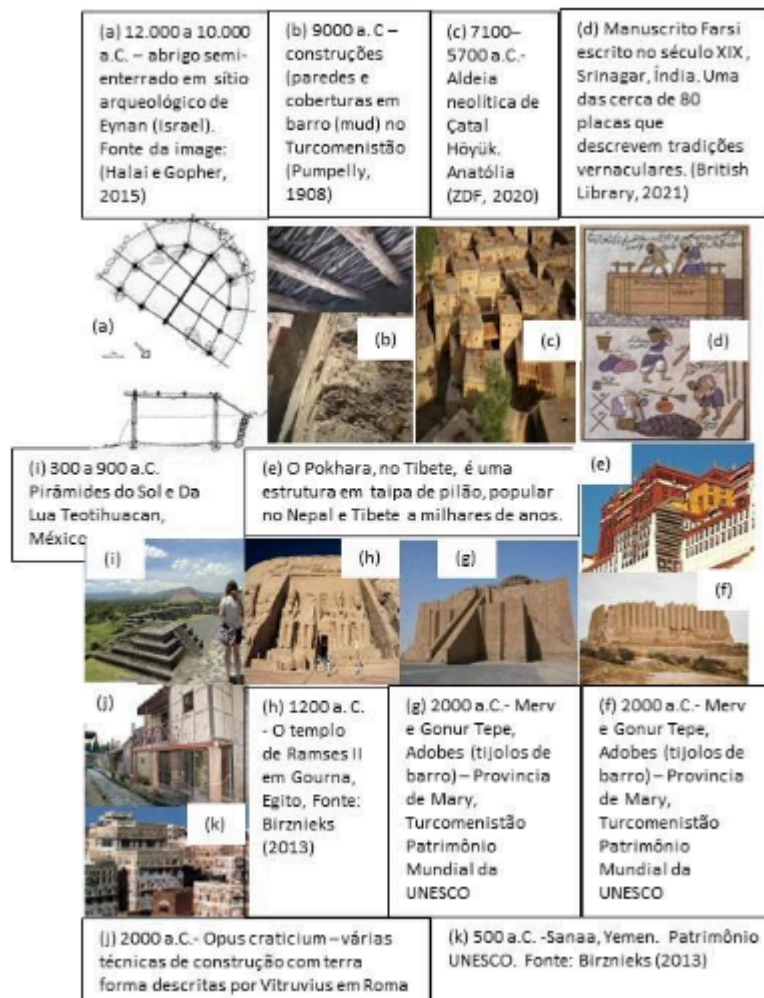 (a) 12.000 a 10.000
a.C. – abrigo semi-
enterrado em sítio
arqueológico de
Eynan (Israel).
Fonte da image:
(Halai e Gopher,
2015)
(b) 9000 a. C –
construções
(paredes e
coberturas em
barro (mud) no
Turcomenistão
(Pumpelly,
1908)
(c) 7100–
5700 a.C.-
Aldeia
neolítica de
Çatal
Höyük.
Anatólia
(ZDF, 2020)
(d) Manuscrito Farsi
escrito no século XIX,
Srinagar, Índia. Uma
das cerca de 80
placas que
descrevem tradições
vernaculares. (British
Library, 2021)
(a)
(b)
(c)
(d)
(i) 300 a 900 a.C.
Pirâmides do Sol e Da
Lua Teotihuacan,
México
(e) O Pokhara, no Tibete, é uma
estrutura em taipa de pilão, popular
no Nepal e Tibete a milhares de anos.
(e)
(i)
(h)
(g)
(f)
(j)
(k)
(h) 1200 a. C.
- O templo
de Ramses II
em Gourna,
Egito, Fonte:
Birznieks
(2013)
(g) 2000 a.C.- Merv
e Gonur Tepe,
Adobes (tijolos de
barro) – Provincia
de Mary,
Turcomenistão
Patrimônio
Mundial da
UNESCO
(f) 2000 a.C.- Merv
e Gonur Tepe,
Adobes (tijolos de
barro) – Provincia
de Mary,
Turcomenistão
Patrimônio
Mundial da
UNESCO
(j) 2000 a.C.- Opus craticium – várias
técnicas de construção com terra
forma descritas por Vitruvius em Roma
(k) 500 a.C. -Sanaa, Yemen. Patrimônio
UNESCO. Fonte: Birznieks (2013)